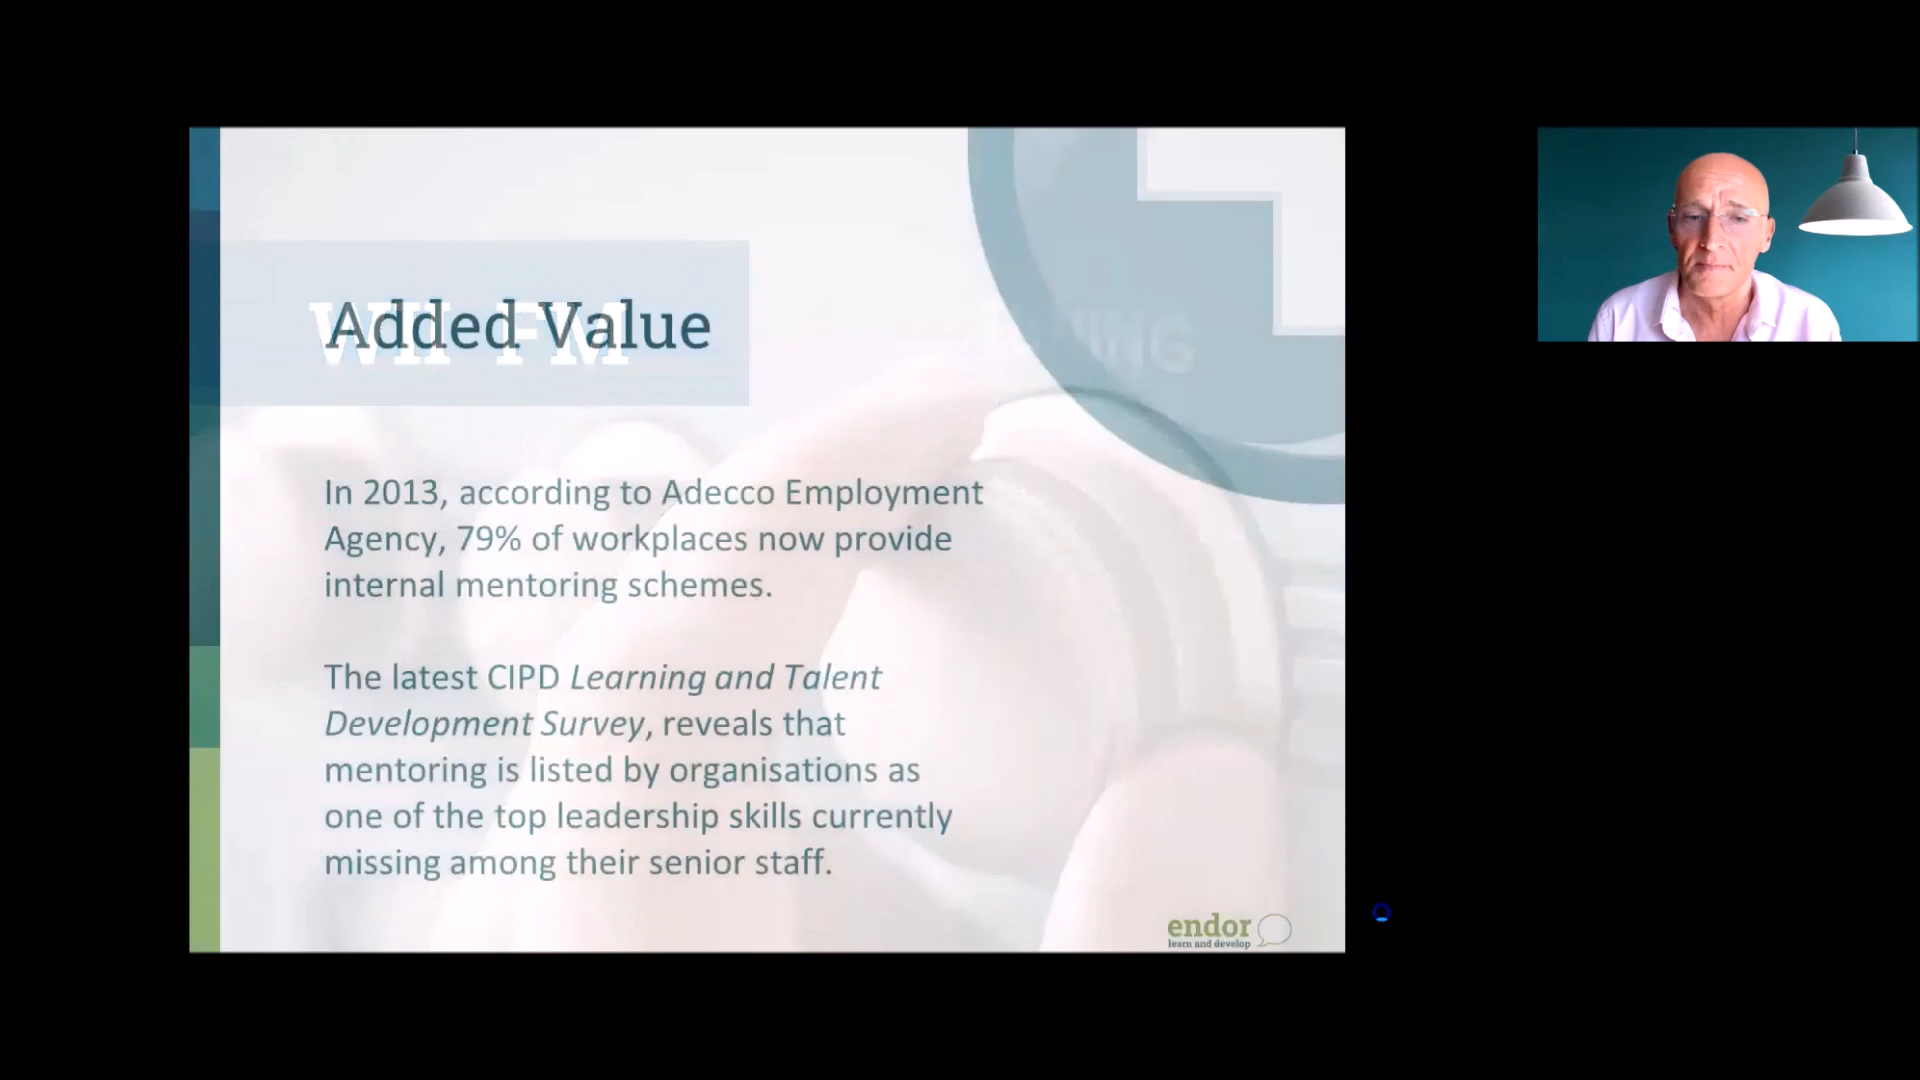 Added Value
WII FM
In 2013, according to Adecco Employment
Agency, 79% of workplaces now provide
internal mentoring schemes.
The latest CIPD Learning and Talent
Development Survey, reveals that
mentoring is listed by organisations as
one of the top leadership skills currently
missing among their senior staff.
endor
learn and develop